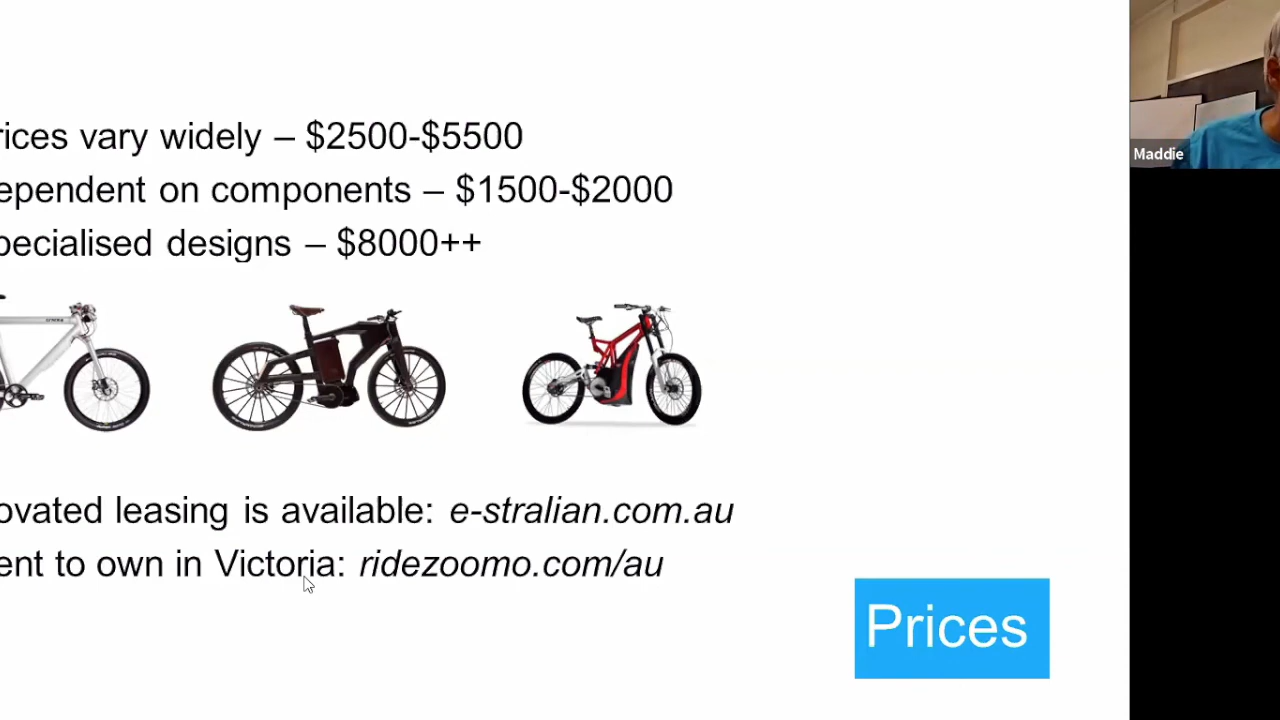 rices vary widely – $2500-$5500
ependent on components – $1500-$2000
pecialised designs – $8000++
ovated leasing is available: e-stralian.com.au
ent to own in Victoria: ridezoomo.com/au
Prices
Maddie